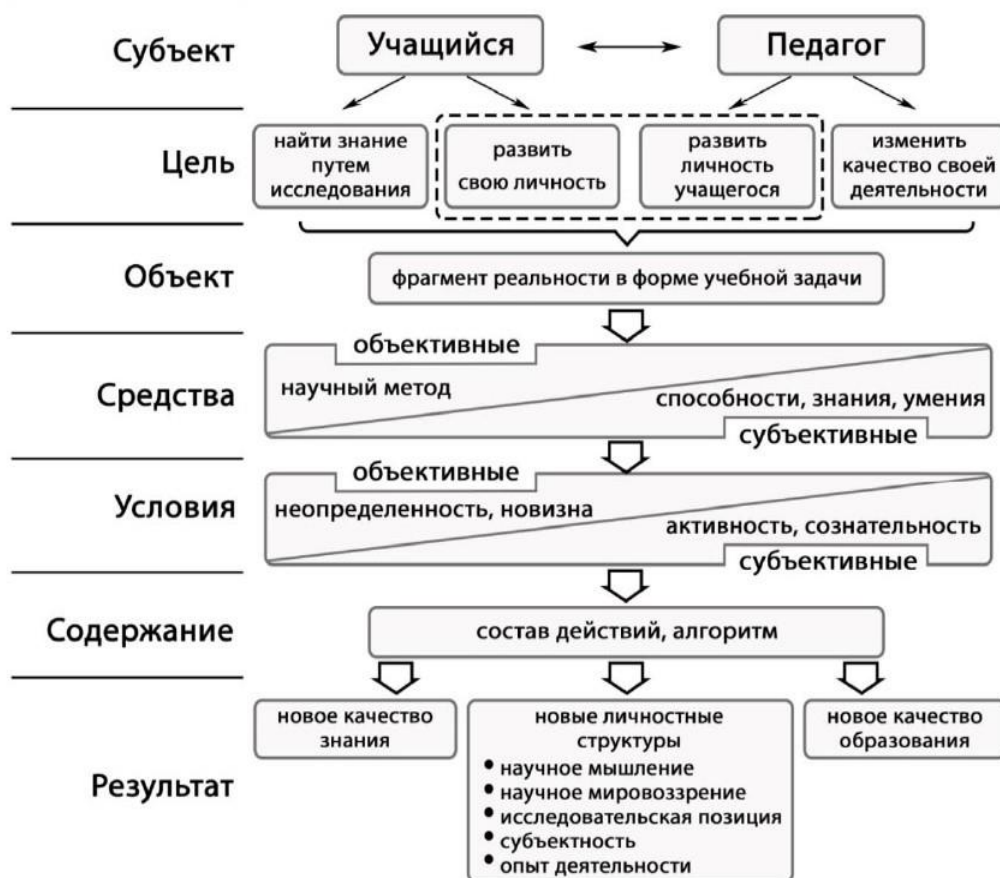 Субъект
Учащийся
Педагог
Цель
найти знание
путем
исследования
развить
свою личность
развить
личность
учащегося
изменить
качество своей
деятельности
Объект
фрагмент реальности в форме учебной задачи
Средства
объективные
научный метод
способности, знания, умения
субъективные
Условия
объективные
неопределенность, новизна
активность, сознательность
субъективные
Содержание
состав действий, алгоритм
Результат
новое качество
знания
новые личностные
структуры
• научное мышление
• научное мировоззрение
• исследовательская позиция
• субъектность
• опыт деятельности
новое качество
образования